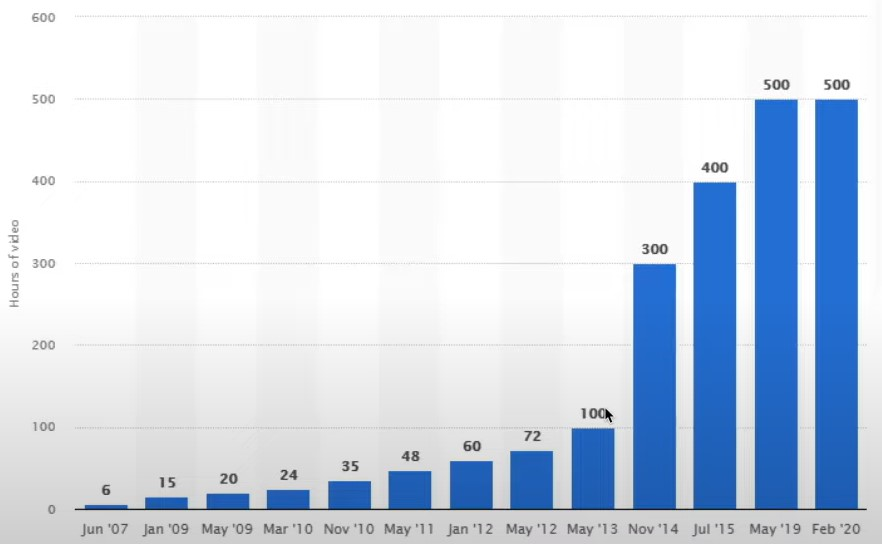 600
500
400
300
200
100
0
Hours of video
6
15
20
24
35
48
60
72
100
300
400
500
500
Jun '07
Jan '09
May '09
Mar '10
Nov '10
May '11
Jan '12
May '12
May '13
Nov '14
Jul '15
May '19
Feb '20